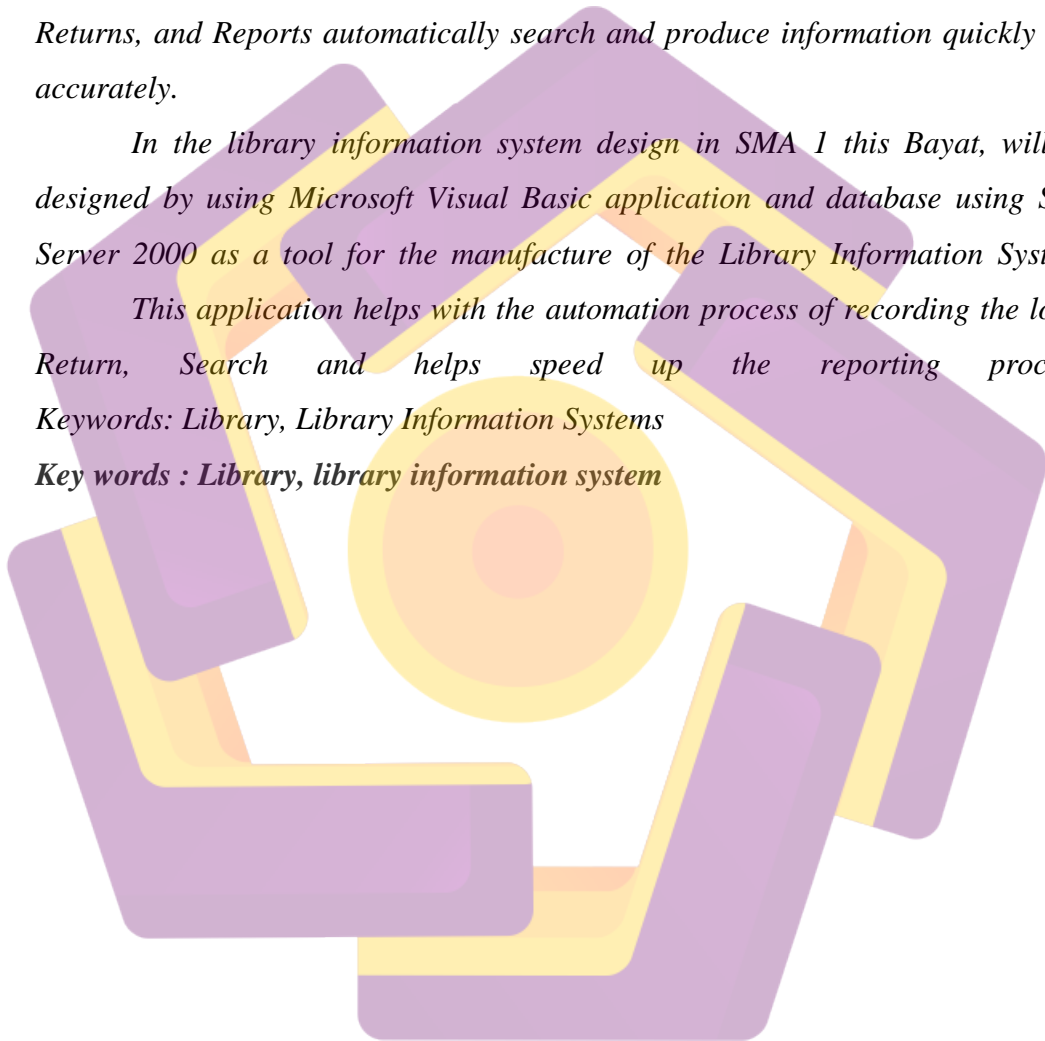 Returns, and Reports automatically search and produce information quickly
accurately.
In the library information system design in SMA 1 this Bayat, will
designed by using Microsoft Visual Basic application and database using
Server 2000 as a tool for the manufacture of the Library Information
This application helps with the automation process of recording the
Return, Search and helps speed up the reporting
Keywords: Library, Library Information Systems
Key words : Library, library information system